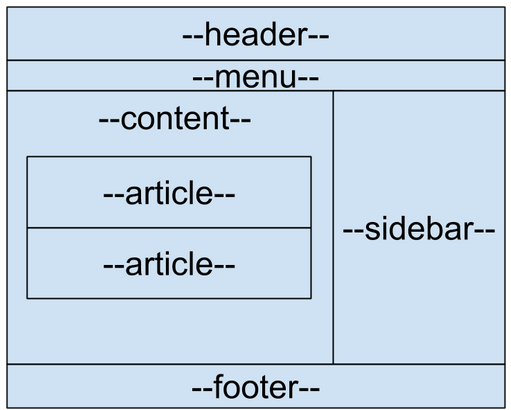 --header--
--menu--
--content--
--article--
--sidebar--
--article--
--footer--